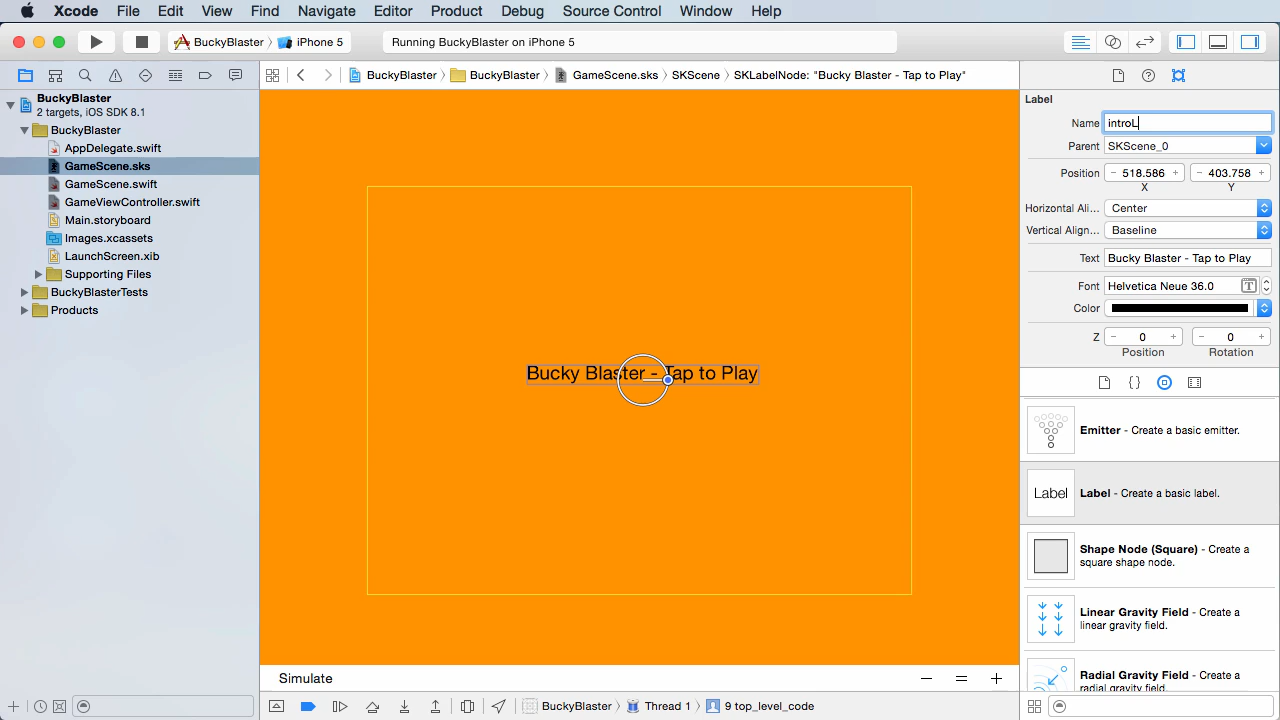 Xcode File Edit View Find Navigate Editor Product Debug Source Control Window Help
BuckyBlaster iPhone 5
Running BuckyBlaster on iPhone 5
BuckyBlaster BuckyBlaster GameScene.sks SKScene SKLabelNode: "Bucky Blaster - Tap to Play"
BuckyBlaster
2 targets, iOS SDK 8.1
BuckyBlaster
AppDelegate.swift
GameScene.sks
GameScene.swift
GameViewController.swift
Main.storyboard
Images.xcassets
LaunchScreen.xib
Supporting Files
BuckyBlasterTests
Products
Bucky Blaster - Tap to Play
Simulate
BuckyBlaster Thread 1 9 top_level_code
Label
Name introL
Parent SKScene_0
Position 518.586 403.758
X Y
Horizontal Ali... Center
Vertical Align... Baseline
Text Bucky Blaster - Tap to Play
Font Helvetica Neue 36.0
Color
Z 0 0
Position Rotation
Emitter - Create a basic emitter.
Label
Label - Create a basic label.
Shape Node (Square) - Create a
square shape node.
Linear Gravity Field - Create a
linear gravity field.
Radial Gravity Field - Create a
radial gravity field.